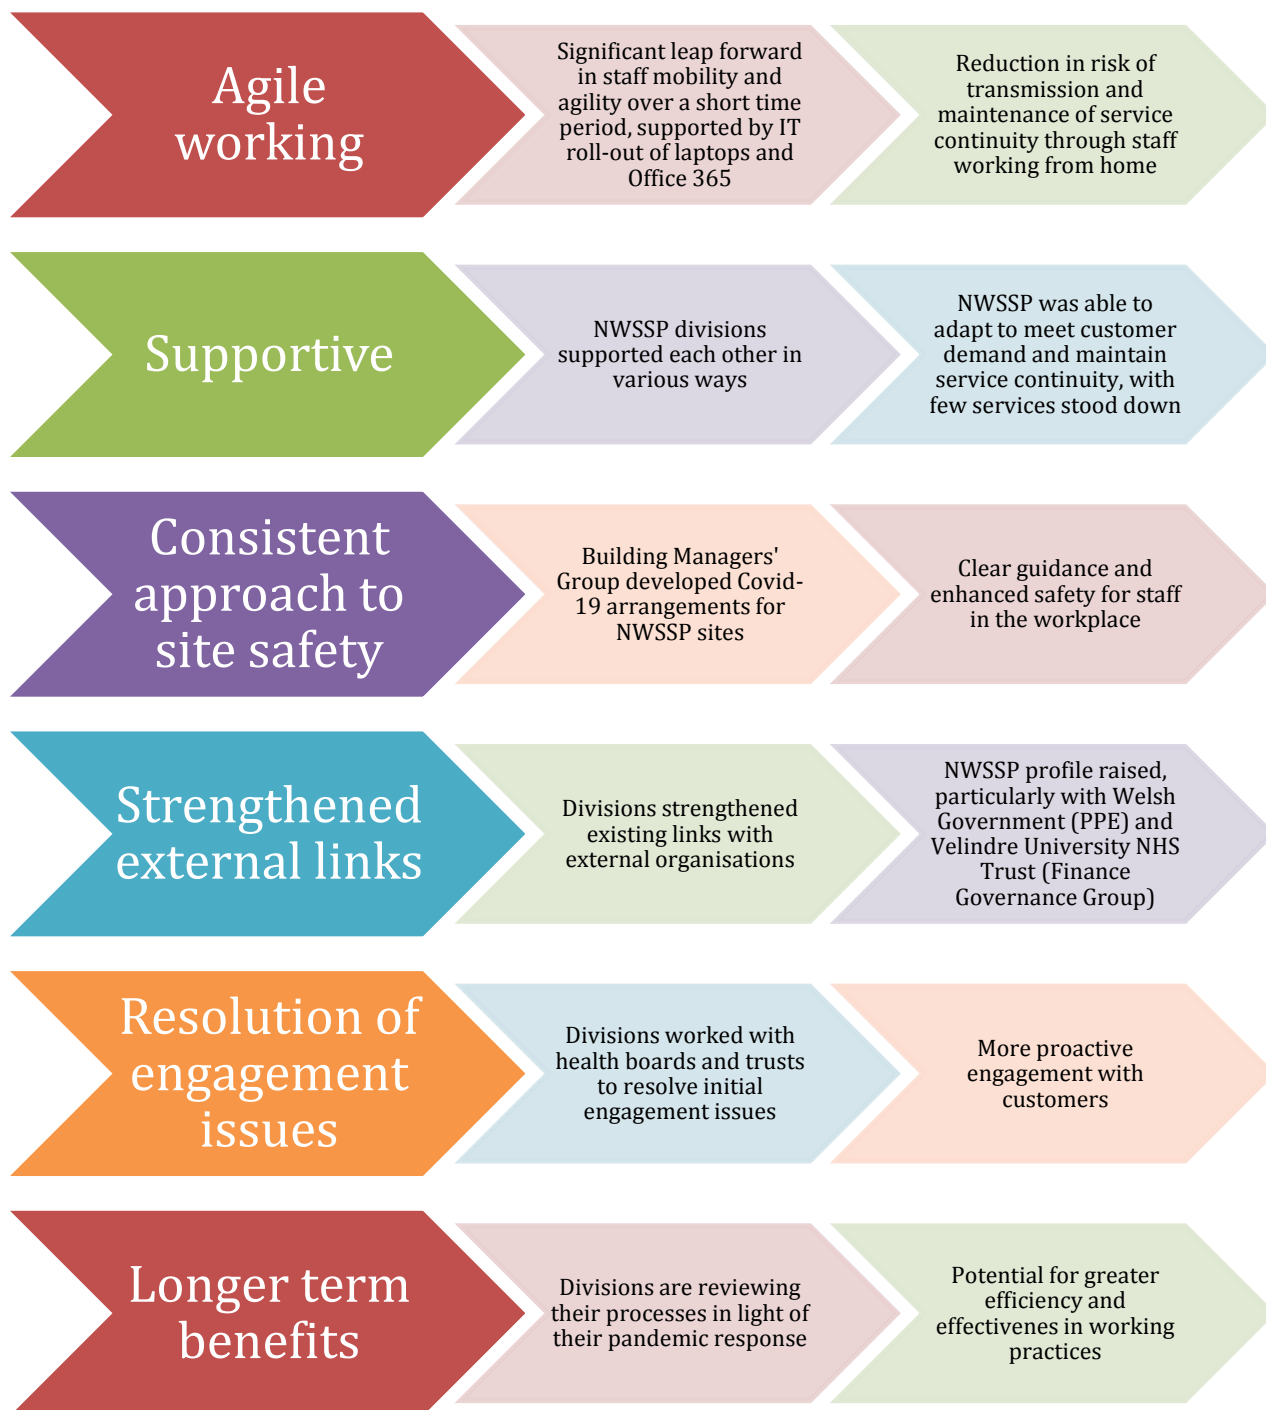 Agile
working
Significant leap forward
in staff mobility and
agility over a short time
period, supported by IT
roll-out of laptops and
Office 365
Reduction in risk of
transmission and
maintenance of service
continuity through staff
working from home
Supportive
NWSSP divisions
supported each other in
various ways
NWSSP was able to
adapt to meet customer
demand and maintain
service continuity, with
few services stood down
Consistent
approach to
site safety
Building Managers'
Group developed Covid-
19 arrangements for
NWSSP sites
Clear guidance and
enhanced safety for staff
in the workplace
Strengthened
external links
Divisions strengthened
existing links with
external organisations
NWSSP profile raised,
particularly with Welsh
Government (PPE) and
Velindre University NHS
Trust (Finance
Governance Group)
Resolution of
engagement
issues
Divisions worked with
health boards and trusts
to resolve initial
engagement issues
More proactive
engagement with
customers
Longer term
benefits
Divisions are reviewing
their processes in light of
their pandemic response
Potential for greater
efficiency and
effectivenes in working
practices